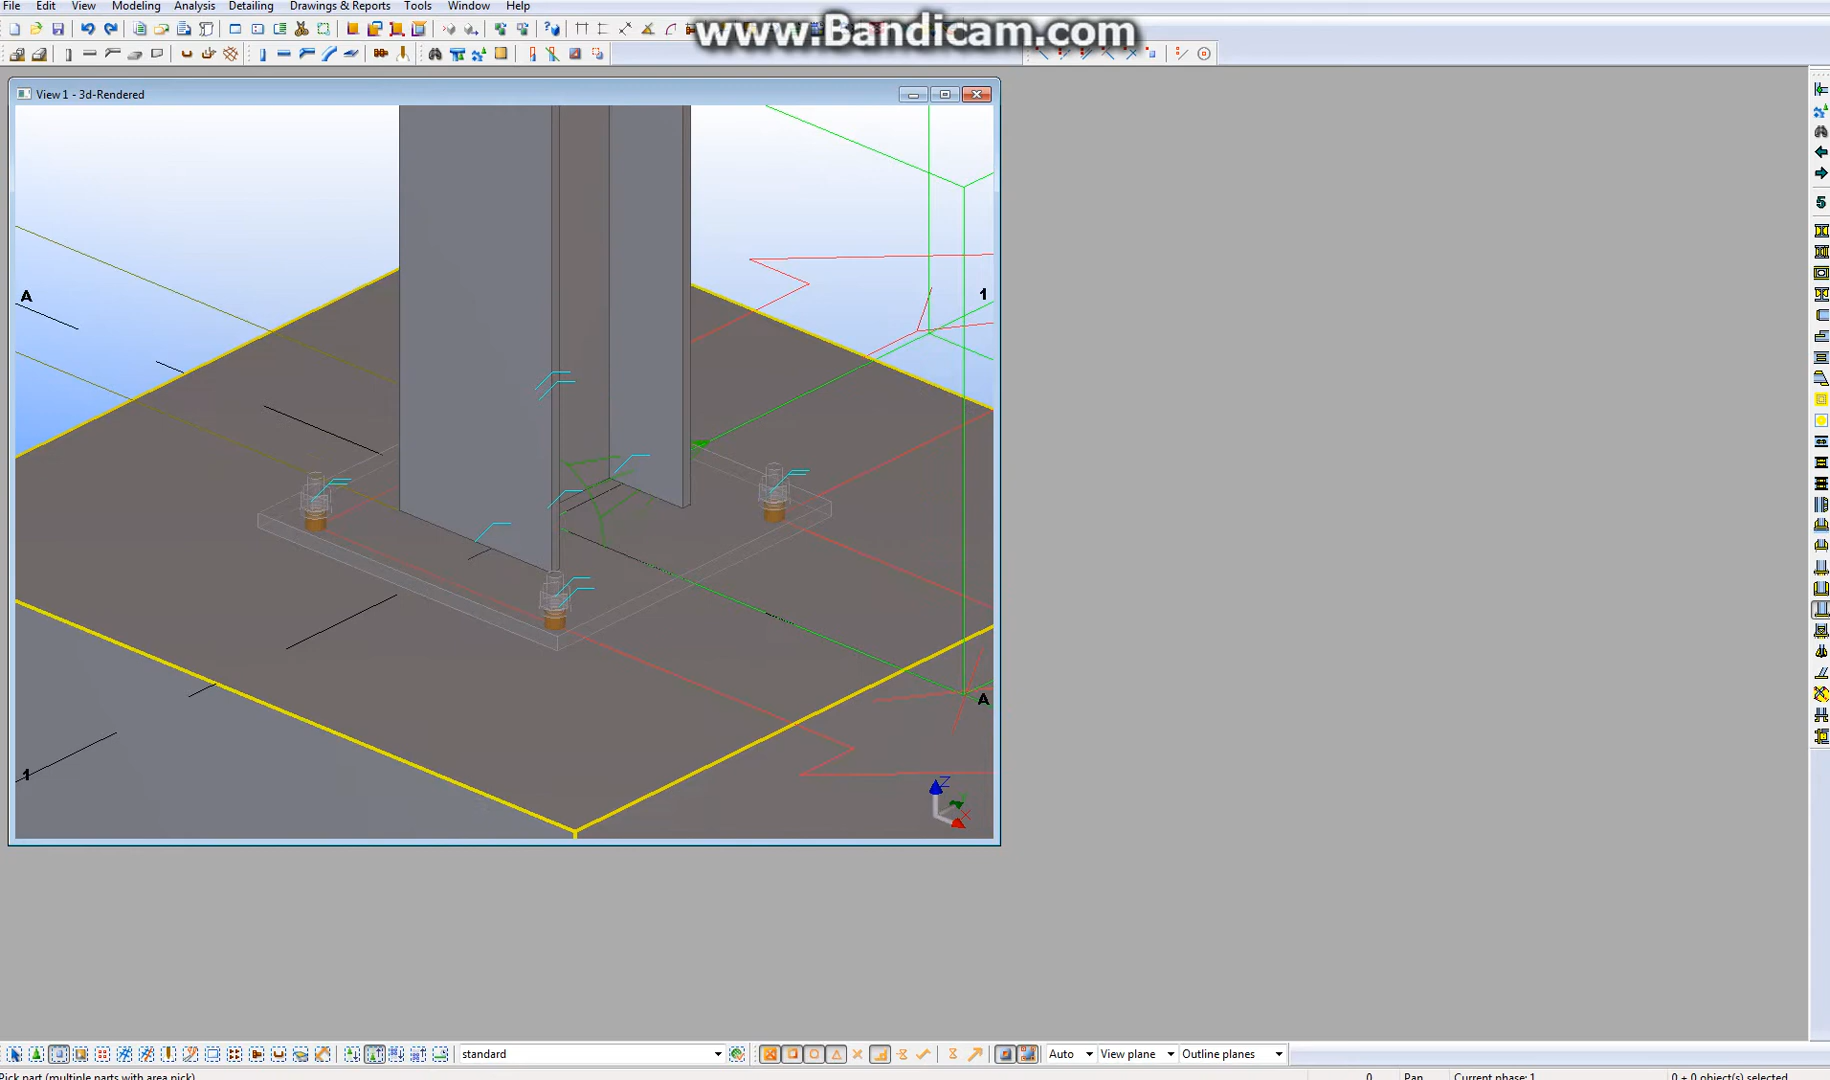 File Edit View Modeling Analysis Detailing Drawings & Reports Tools Window Help
www.Bandicam.com
View 1 - 3d-Rendered
A
1
5
A
1
Z
X
standard
Auto
View plane
Outline planes
Pick part (multiple parts with area pick)
0
Pan
Current phase: 1
0 + 0 object(s) selected